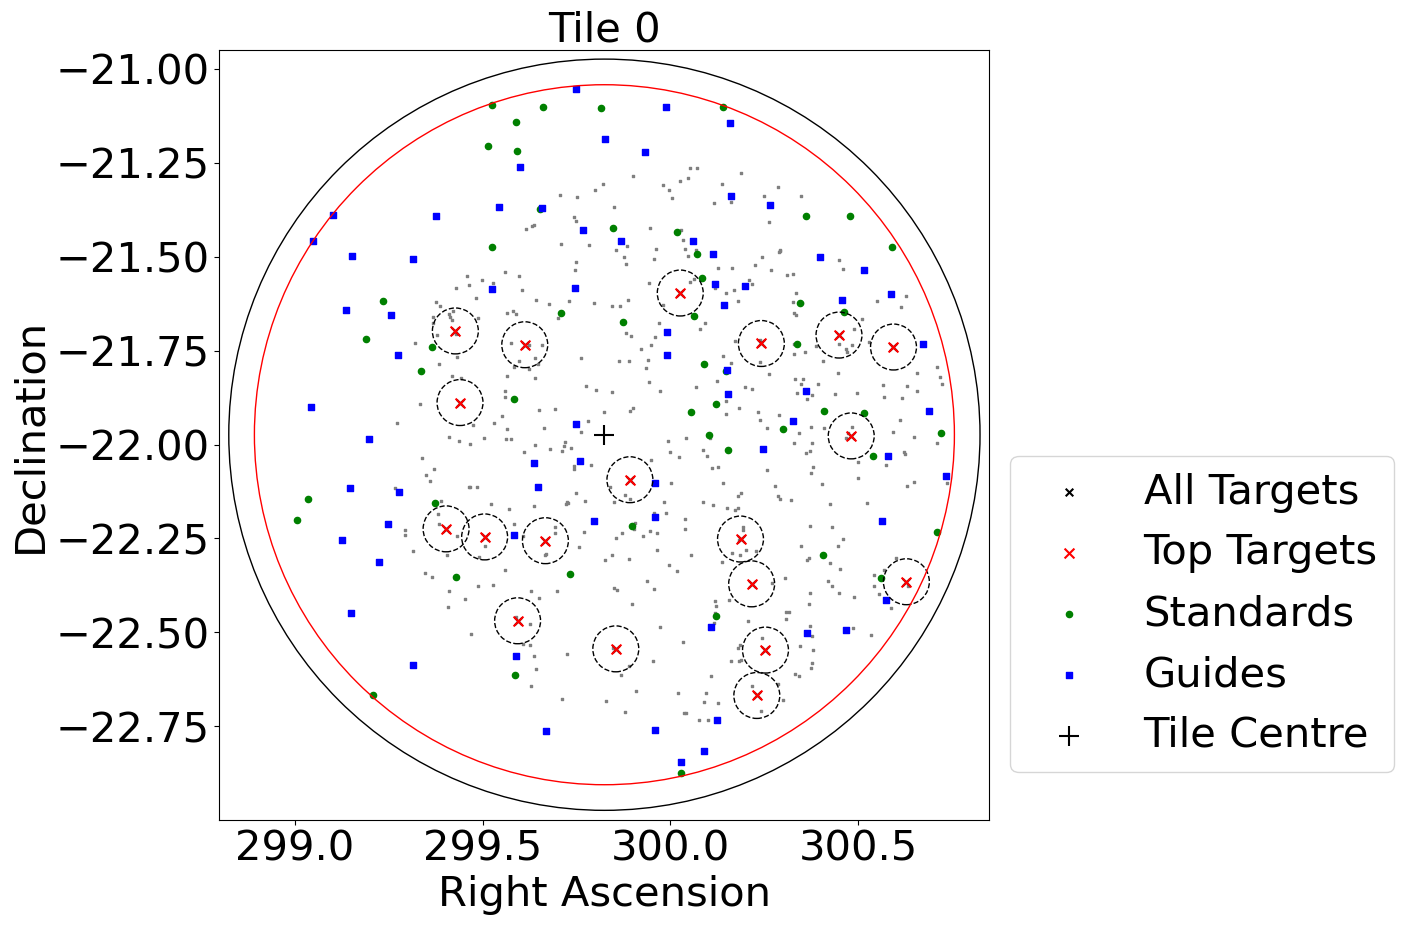 Tile 0
−21.00
−21.25
−21.50
−21.75
−22.00
−22.25
−22.50
−22.75
Declination
299.0 299.5 300.0 300.5
Right Ascension
All Targets
Top Targets
Standards
Guides
Tile Centre